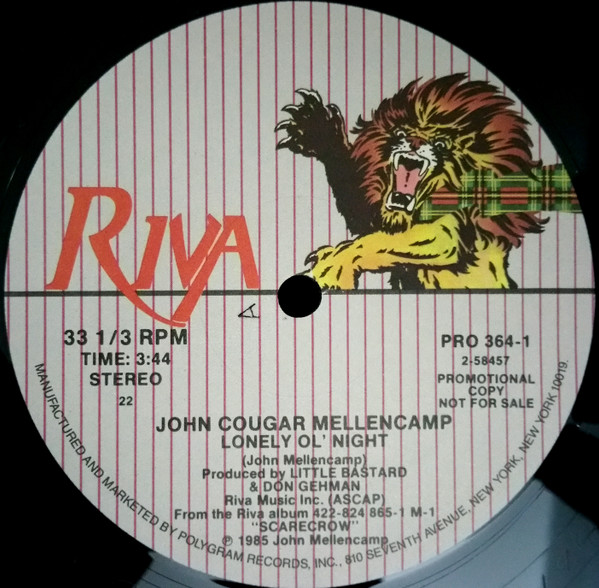 RIVA
33 1/3 RPM
TIME: 3:44
STEREO
22
PRO 364-1
2-58457
PROMOTIONAL
COPY
NOT FOR SALE
JOHN COUGAR MELLENCAMP
LONELY OL' NIGHT
(John Mellencamp)
Produced by LITTLE BASTARD
& DON GEHMAN
Riva Music Inc. (ASCAP)
From the Riva album 422-824 865-1 M-1
"SCARECROW"
℗ 1985 John Mellencamp
MANUFACTURED AND MARKETED BY POLYGRAM RECORDS, INC., 810 SEVENTH AVENUE, NEW YORK, NEW YORK 10019.